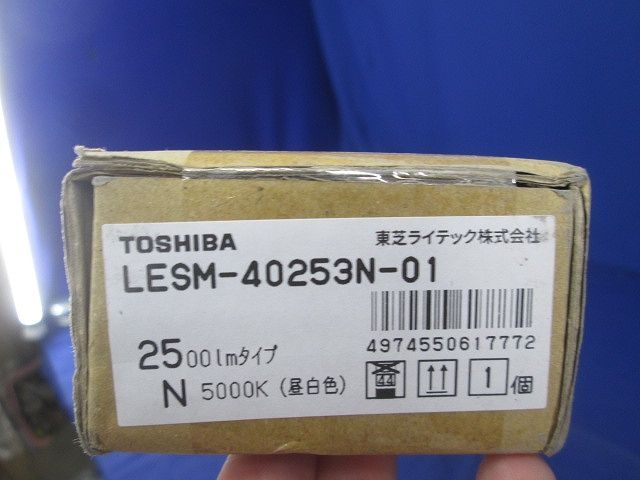 TOSHIBA
東芝ライテック株式会社
LESM-40253N-01
4974550617772
2500lmタイプ
N 5000K (昼白色)
44
1個